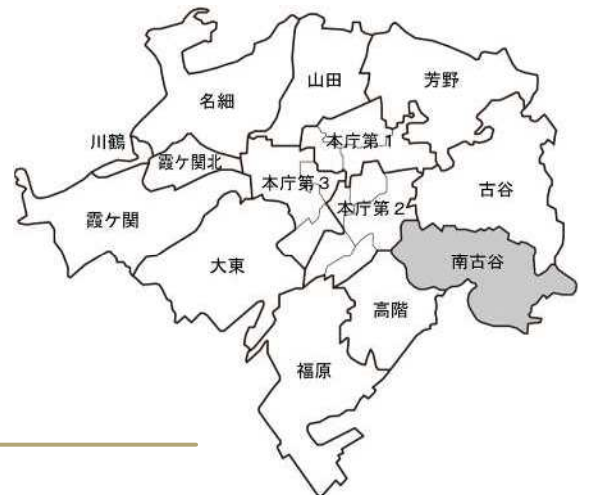 山田
芳野
名細
川鶴
霞ケ関北
本庁第1
本庁第3
本庁第2
古谷
霞ケ関
大東
南古谷
高階
福原